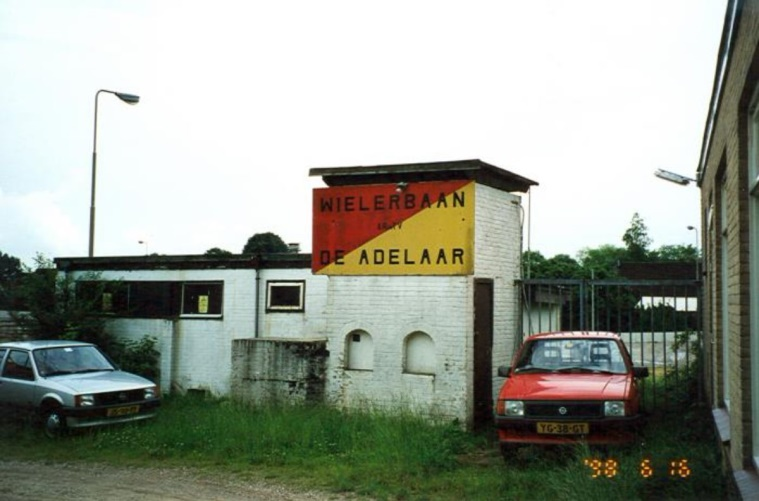 WIELERBAAN
DE ADELAAR
YG-38-GT
'98 6 16